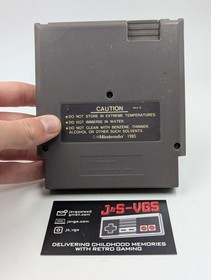 CAUTION
●DO NOT STORE IN EXTREME TEMPERATURES.
●DO NOT IMMERSE IN WATER.
●DO NOT CLEAN WITH BENZENE, THINNER,
ALCOHOL OR OTHER SUCH SOLVENTS.
©Nintendo 1985
J&S-VGS
DELIVERING CHILDHOOD MEMORIES
WITH RETRO GAMING